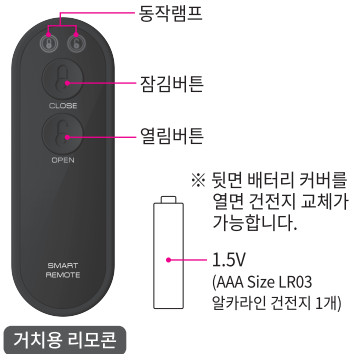 동작램프
잠김버튼
CLOSE
열림버튼
OPEN
※ 뒷면 배터리 커버를
열면 건전지 교체가
가능합니다.
1.5V
(AAA Size LR03
알카라인 건전지 1개)
SMART
REMOTE
거치용 리모콘